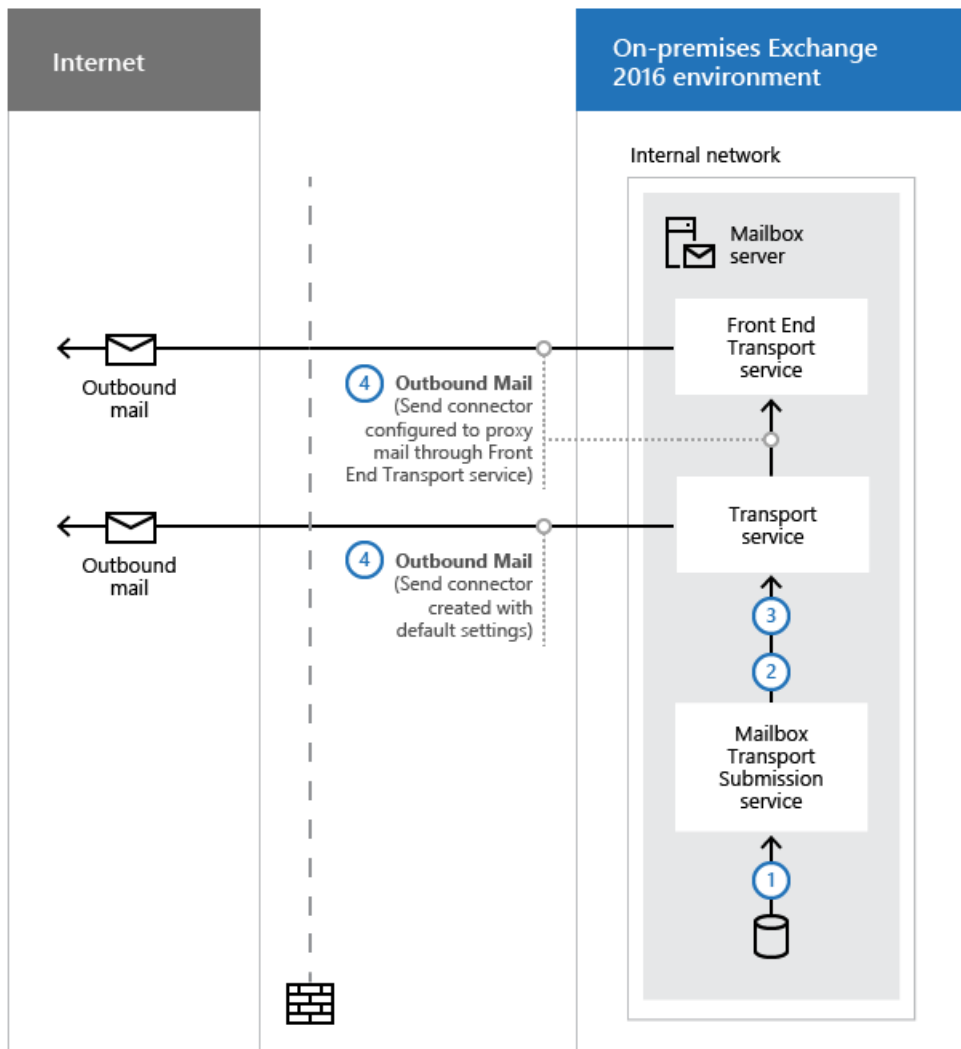 Internet
On-premises Exchange
2016 environment
Internal network
Mailbox
server
Front End
Transport
service
Outbound
mail
4 Outbound Mail
(Send connector
configured to proxy
mail through Front
End Transport service)
Transport
service
Outbound
mail
4 Outbound Mail
(Send connector
created with
default settings)
3
2
Mailbox
Transport
Submission
service
1